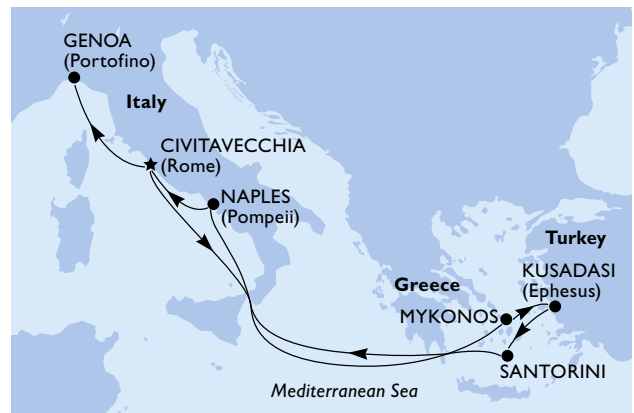 GENOA
(Portofino)
Italy
CIVITAVECCHIA
(Rome)
NAPLES
(Pompeii)
Turkey
KUSADASI
(Ephesus)
Greece
MYKONOS
SANTORINI
Mediterranean Sea